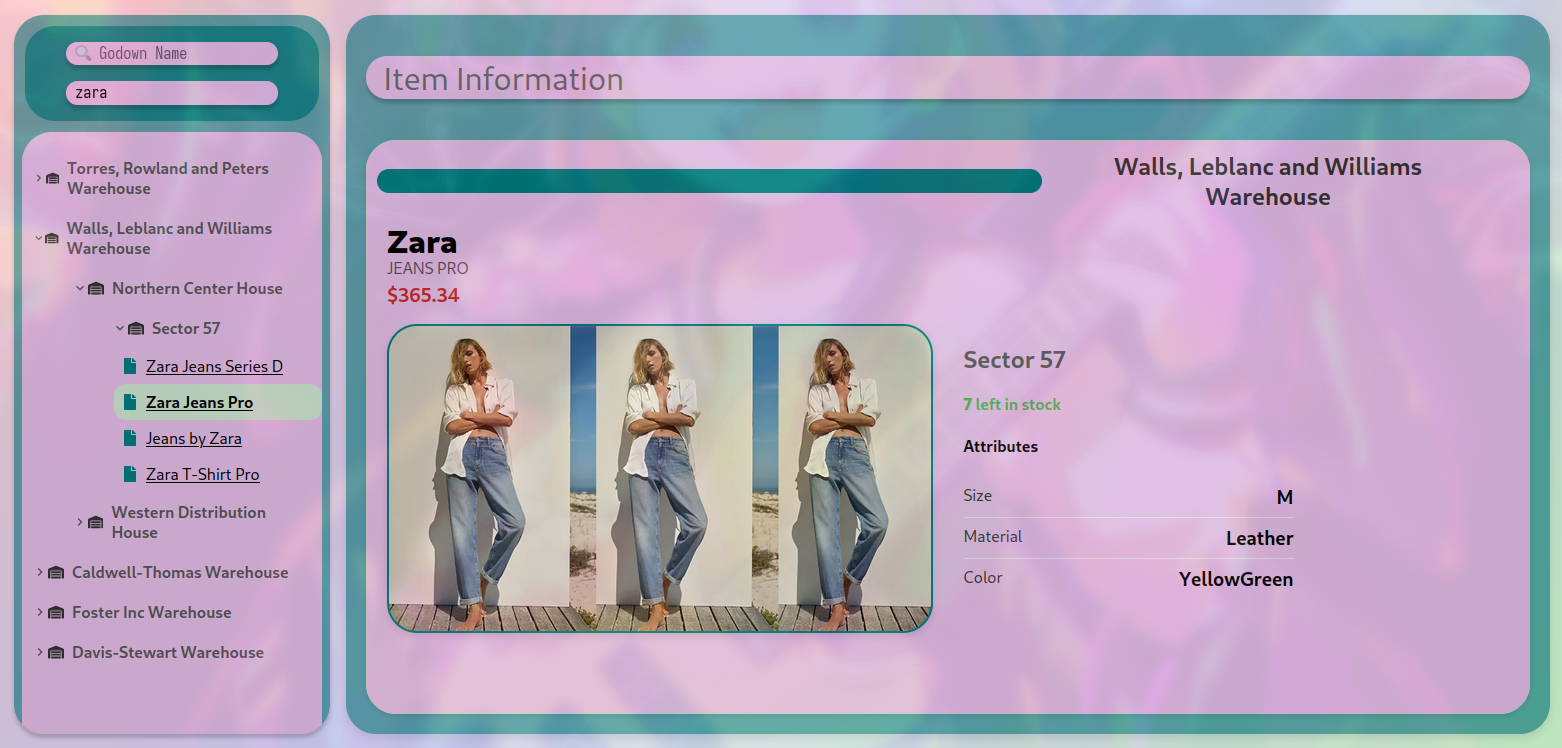 Godown Name
zara
Torres, Rowland and Peters
Warehouse
Walls, Leblanc and Williams
Warehouse
Northern Center House
Sector 57
Zara Jeans Series D
Zara Jeans Pro
Jeans by Zara
Zara T-Shirt Pro
Western Distribution
House
Caldwell-Thomas Warehouse
Foster Inc Warehouse
Davis-Stewart Warehouse
Item Information
Walls, Leblanc and Williams
Warehouse
Zara
JEANS PRO
$365.34
Sector 57
7 left in stock
Attributes
Size M
Material Leather
Color YellowGreen